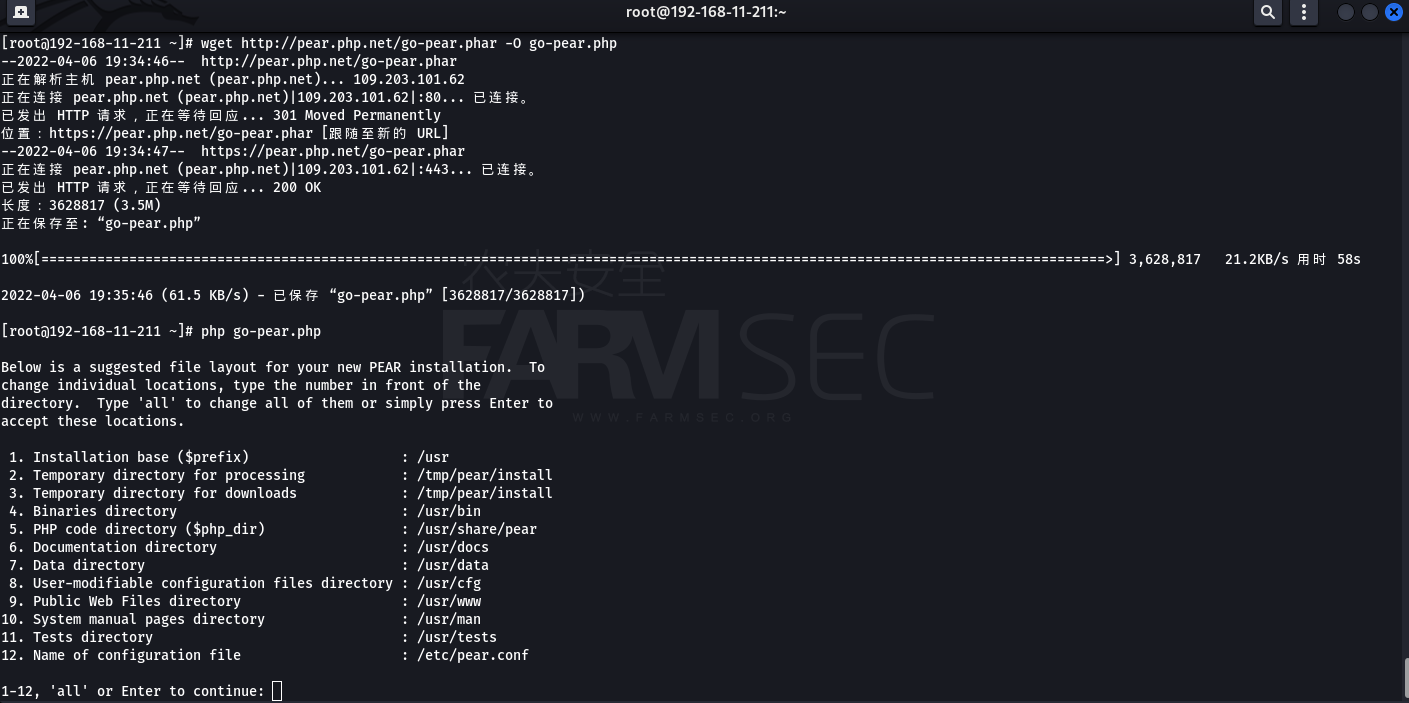 root@192-168-11-211:~
[root@192-168-11-211 ~]# wget http://pear.php.net/go-pear.phar -O go-pear.php
--2022-04-06 19:34:46--  http://pear.php.net/go-pear.phar
正在解析主机 pear.php.net (pear.php.net)... 109.203.101.62
正在连接 pear.php.net (pear.php.net)|109.203.101.62|:80... 已连接。
已发出 HTTP 请求，正在等待回应... 301 Moved Permanently
位置：https://pear.php.net/go-pear.phar [跟随至新的 URL]
--2022-04-06 19:34:47--  https://pear.php.net/go-pear.phar
正在连接 pear.php.net (pear.php.net)|109.203.101.62|:443... 已连接。
已发出 HTTP 请求，正在等待回应... 200 OK
长度：3628817 (3.5M)
正在保存至: “go-pear.php”
100%[=====================================================================================================================================>] 3,628,817   21.2KB/s 用时 58s
2022-04-06 19:35:46 (61.5 KB/s) - 已保存 “go-pear.php” [3628817/3628817])
[root@192-168-11-211 ~]# php go-pear.php
农夫安全
FARMSEC
WWW.FARMSEC.ORG
Below is a suggested file layout for your new PEAR installation.  To
change individual locations, type the number in front of the
directory.  Type 'all' to change all of them or simply press Enter to
accept these locations.
 1. Installation base ($prefix)                   : /usr
 2. Temporary directory for processing            : /tmp/pear/install
 3. Temporary directory for downloads             : /tmp/pear/install
 4. Binaries directory                            : /usr/bin
 5. PHP code directory ($php_dir)                 : /usr/share/pear
 6. Documentation directory                       : /usr/docs
 7. Data directory                                : /usr/data
 8. User-modifiable configuration files directory : /usr/cfg
 9. Public Web Files directory                    : /usr/www
10. System manual pages directory                 : /usr/man
11. Tests directory                               : /usr/tests
12. Name of configuration file                    : /etc/pear.conf
1-12, 'all' or Enter to continue: